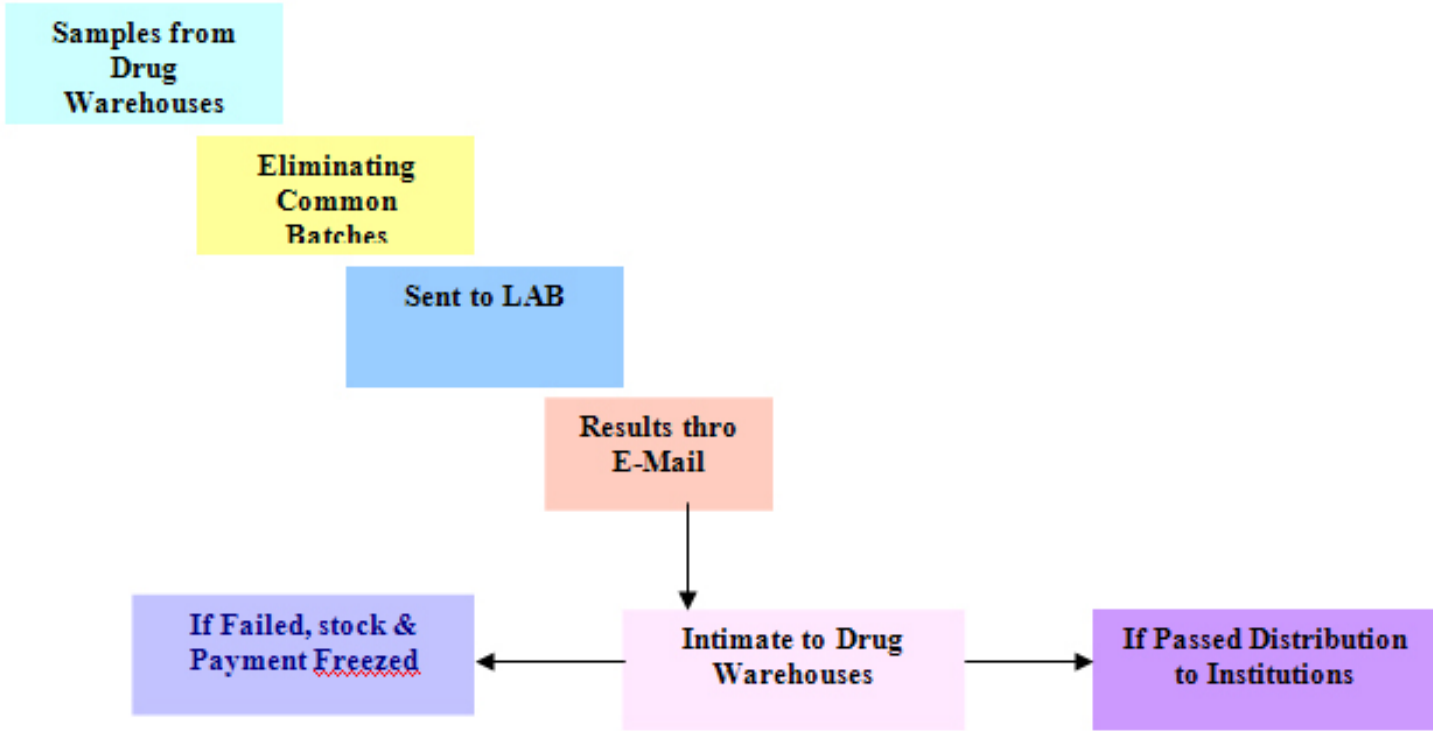 Samples from
Drug
Warehouses
Eliminating
Common
Batches
Sent to LAB
Results thro
E-Mail
If Failed, stock &
Payment Freezed
Intimate to Drug
Warehouses
If Passed Distribution
to Institutions